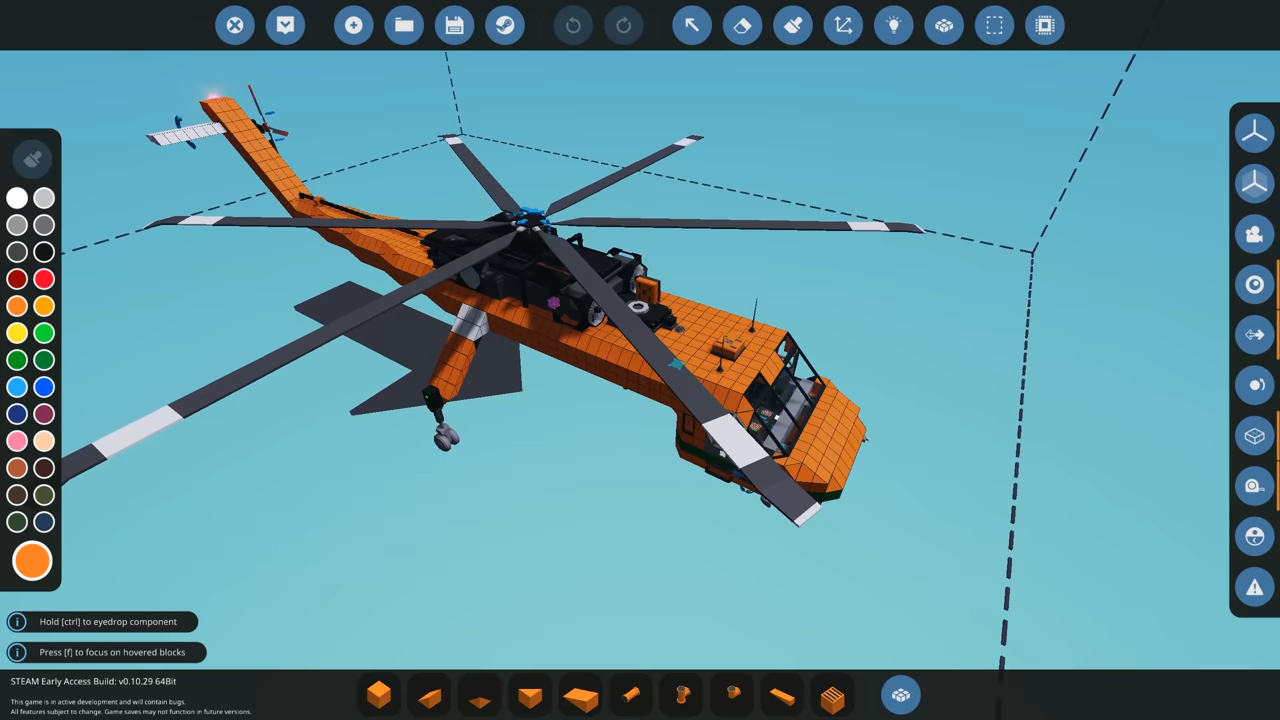 Hold [ctrl] to eyedrop component
Press [f] to focus on hovered blocks
STEAM Early Access Build: v0.10.29 64Bit
This game is in active development and will contain bugs.
All features subject to change. Game saves may not function in future versions.